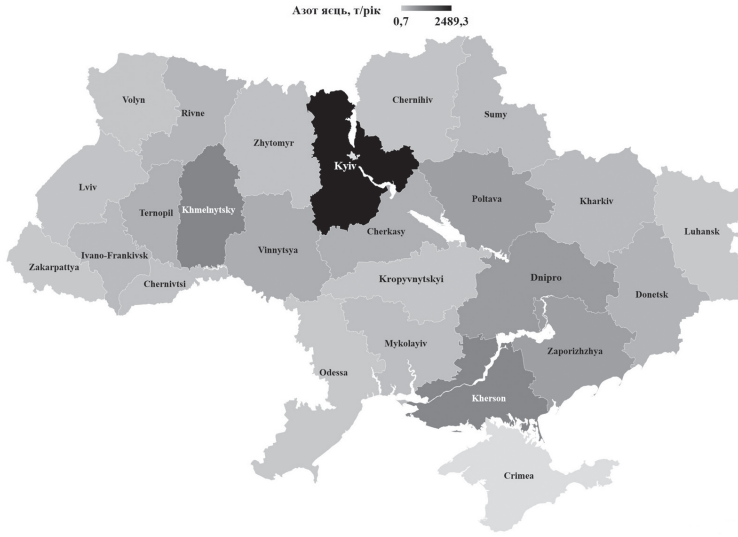 Азот яєць, т/рік
0,7 2489,3
Volyn
Rivne
Chernihiv
Sumy
Zhytomyr
Kyiv
Lviv
Ternopil
Khmelnytsky
Poltava
Kharkiv
Luhansk
Ivano-Frankivsk
Vinnytsya
Cherkasy
Zakarpattya
Chernivtsi
Kropyvnytskyi
Dnipro
Donetsk
Mykolayiv
Zaporizhzhya
Odessa
Kherson
Crimea